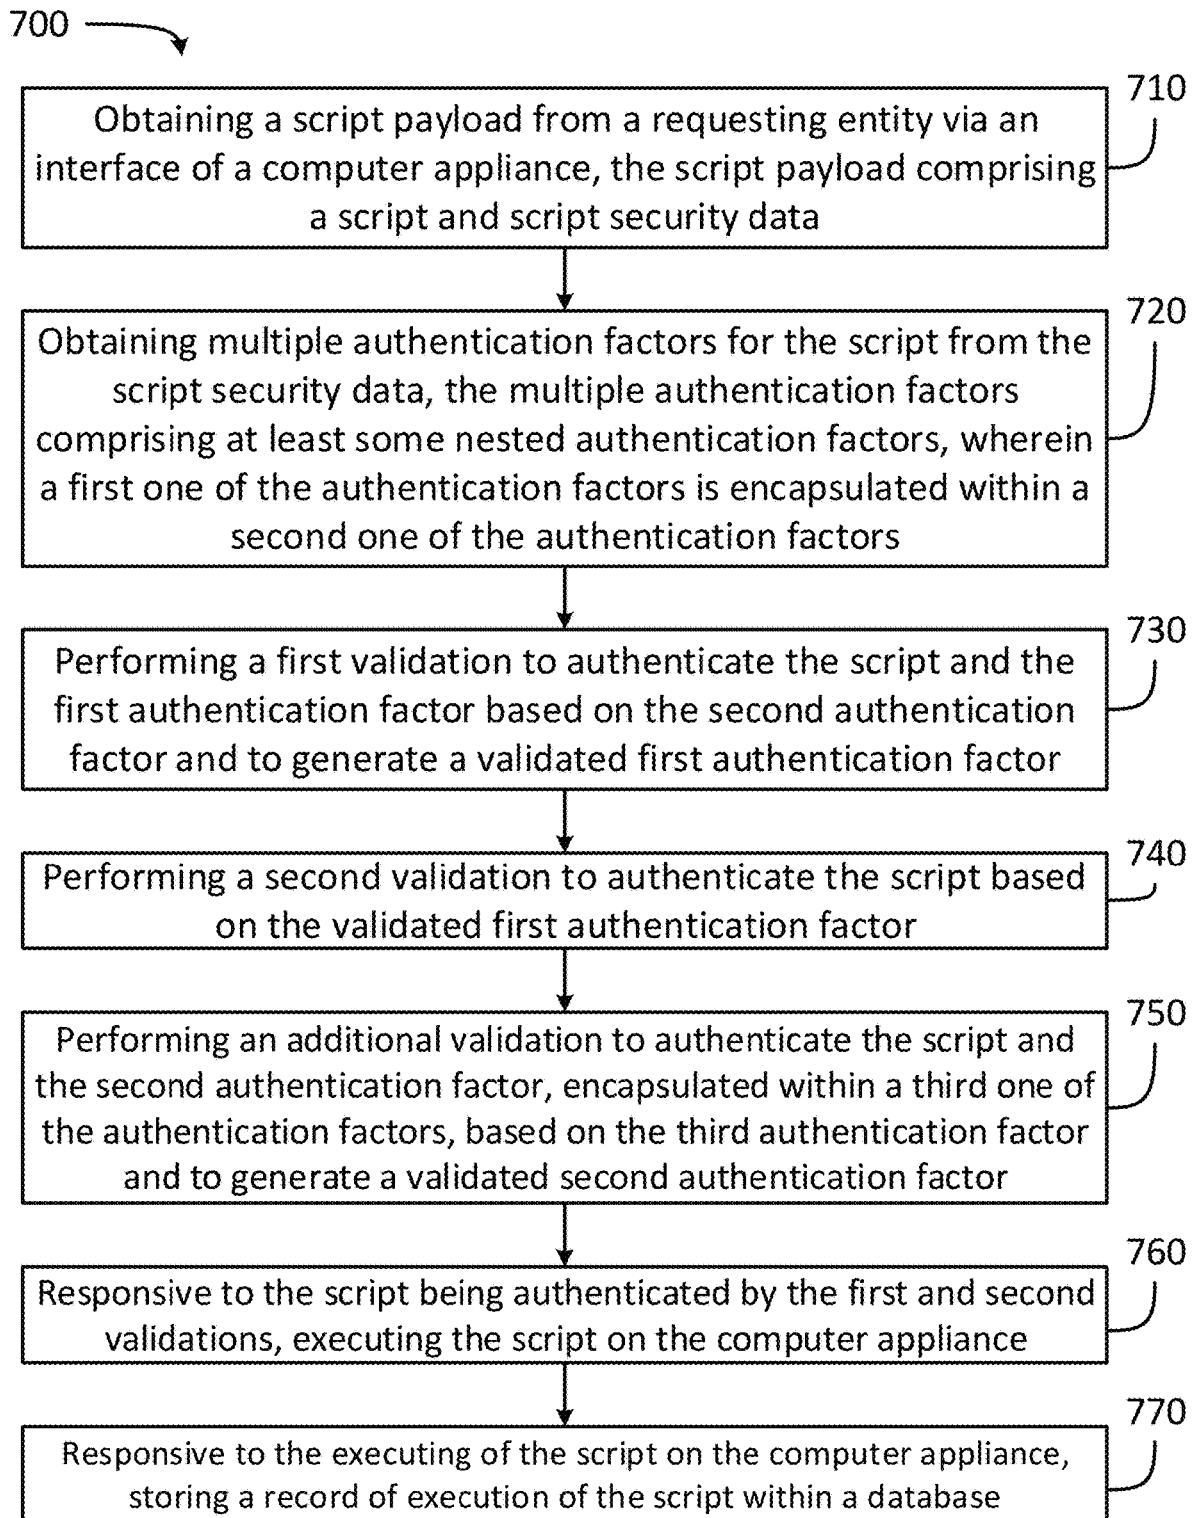 700
710
Obtaining a script payload from a requesting entity via an
interface of a computer appliance, the script payload comprising
a script and script security data
720
Obtaining multiple authentication factors for the script from the
script security data, the multiple authentication factors
comprising at least some nested authentication factors, wherein
a first one of the authentication factors is encapsulated within a
second one of the authentication factors
730
Performing a first validation to authenticate the script and the
first authentication factor based on the second authentication
factor and to generate a validated first authentication factor
740
Performing a second validation to authenticate the script based
on the validated first authentication factor
750
Performing an additional validation to authenticate the script and
the second authentication factor, encapsulated within a third one of
the authentication factors, based on the third authentication factor
and to generate a validated second authentication factor
760
Responsive to the script being authenticated by the first and second
validations, executing the script on the computer appliance
770
Responsive to the executing of the script on the computer appliance,
storing a record of execution of the script within a database